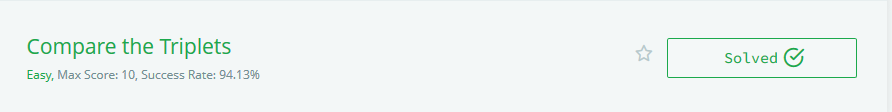 Compare the Triplets
Solved
Easy, Max Score: 10, Success Rate: 94.13%